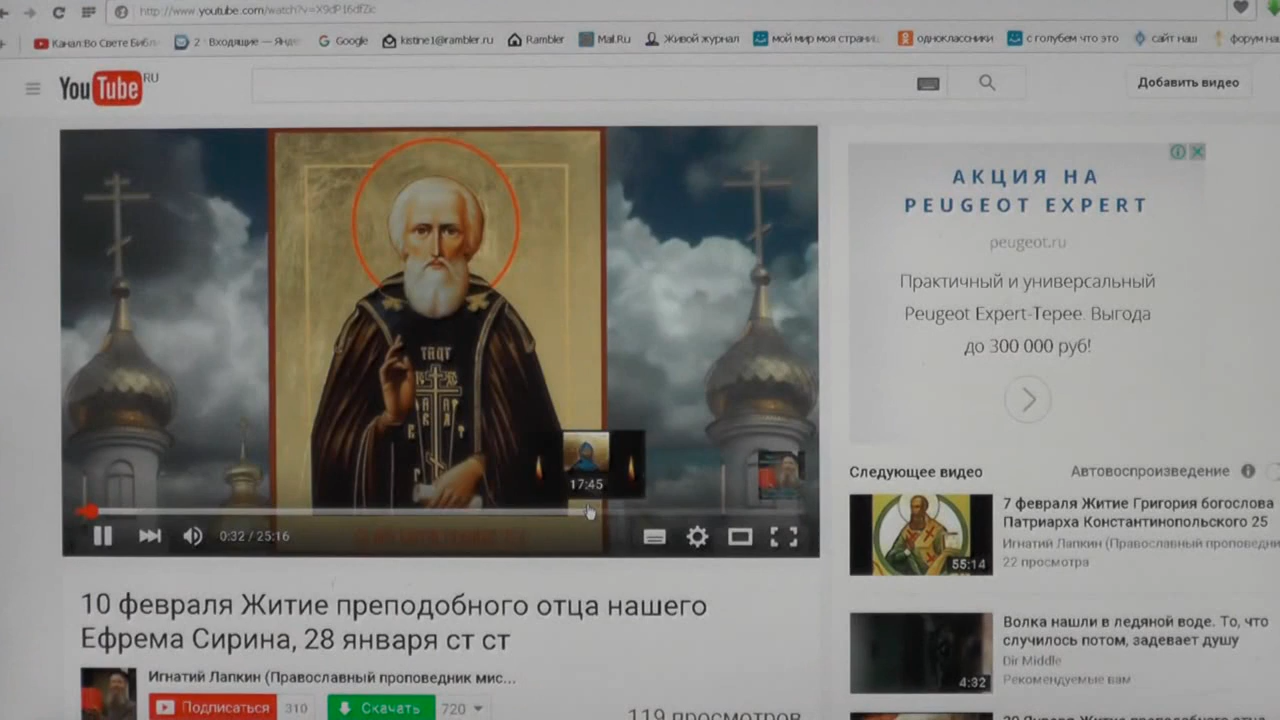 http://www.youtube.com/watch?v=X9dP16dfZic
Канал:Во Свете Библ
2 Входящие — Янде
Google
kistine1@rambler.ru
Rambler
Mail.Ru
Живой журнал
мой мир моя страниц
одноклассники
с голубем что это
сайт наш
форум на
YouTube RU
Добавить видео
АКЦИЯ НА
PEUGEOT EXPERT
peugeot.ru
Практичный и универсальный
Peugeot Expert-Tepee. Выгода
до 300 000 руб!
17:45
0:32 / 25:16
Следующее видео
Автовоспроизведение
7 февраля Житие Григория богослова
Патриарха Константинопольского 25
Игнатий Лапкин (Православный проповедни
22 просмотра
55:14
Волка нашли в ледяной воде. То, что
случилось потом, задевает душу
Dir Middle
Рекомендуемые вам
4:32
10 февраля Житие преподобного отца нашего
Ефрема Сирина, 28 января ст ст
Игнатий Лапкин (Православный проповедник мис...
Подписаться 310
Скачать 720
119 просмотров